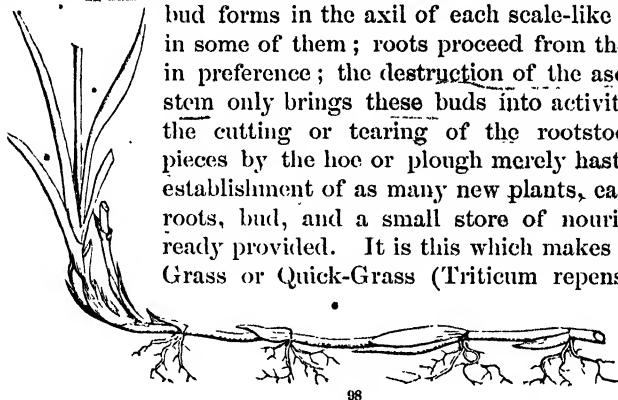 bud forms in the axil of each scale-like
in some of them ; roots proceed from th
in preference ; the destruction of the as
stem only brings these buds into activit
the cutting or tearing of the rootsto
pieces by the hoe or plough merely hast
establishment of as many new plants, ea
roots, bud, and a small store of nouri
ready provided. It is this which makes
Grass or Quick-Grass (Triticum repens
98